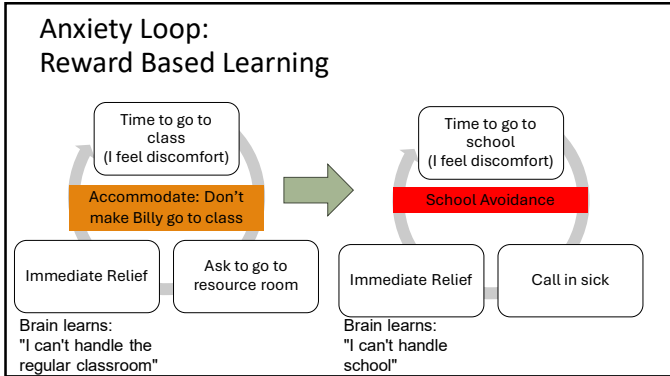 Anxiety Loop:
Reward Based Learning
Time to go to
class
(I feel discomfort)
Accommodate: Don’t
make Billy go to class
Immediate Relief
Ask to go to
resource room
Brain learns:
"I can't handle the
regular classroom"
Time to go to
school
(I feel discomfort)
School Avoidance
Immediate Relief
Call in sick
Brain learns:
"I can't handle
school"